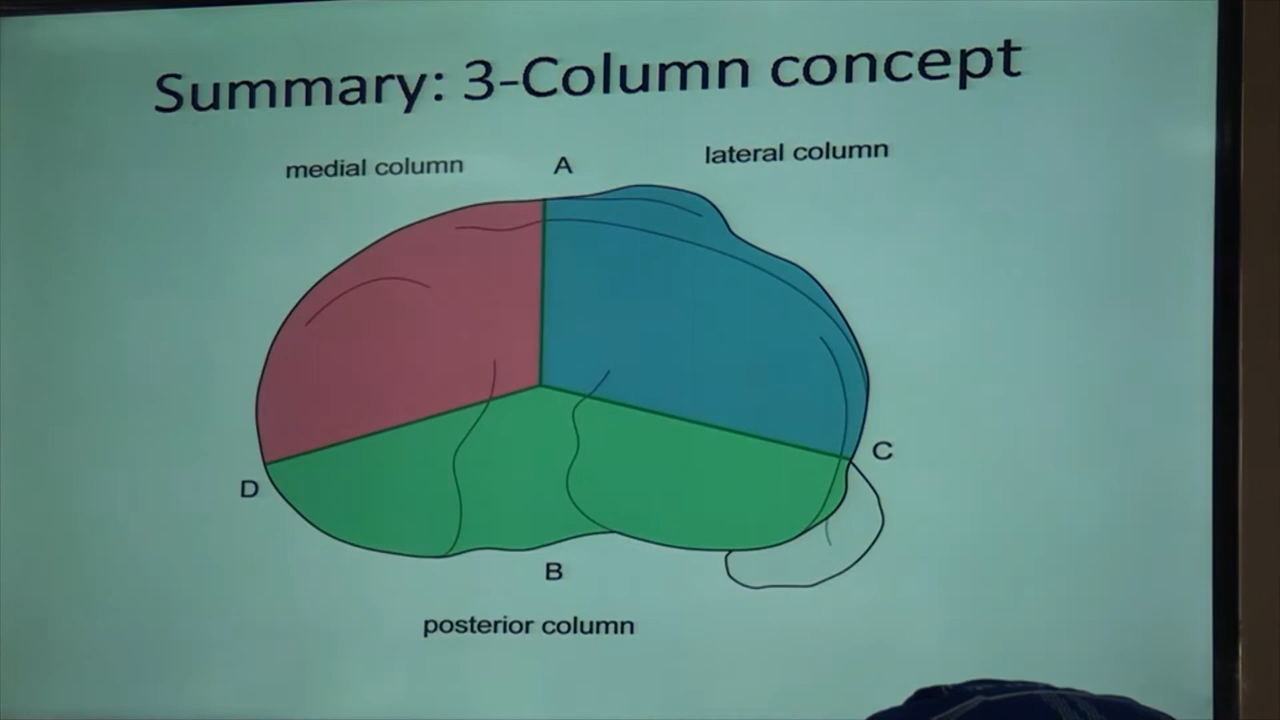 Summary: 3-Column concept
medial column
A
lateral column
C
D
B
posterior column